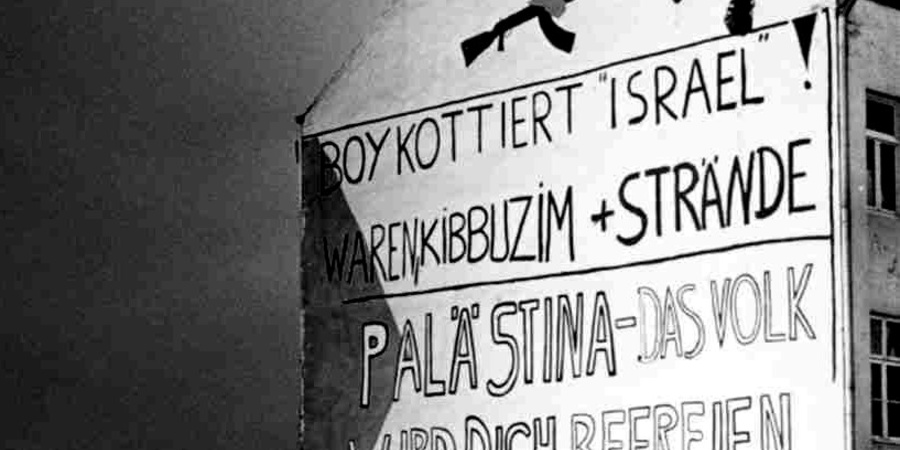 BOYKOTTIERT "ISRAEL"!
WAREN, KIBBUZIM + STRÄNDE
PALÄSTINA-DAS VOLK
WIRD DICH BEFREIEN